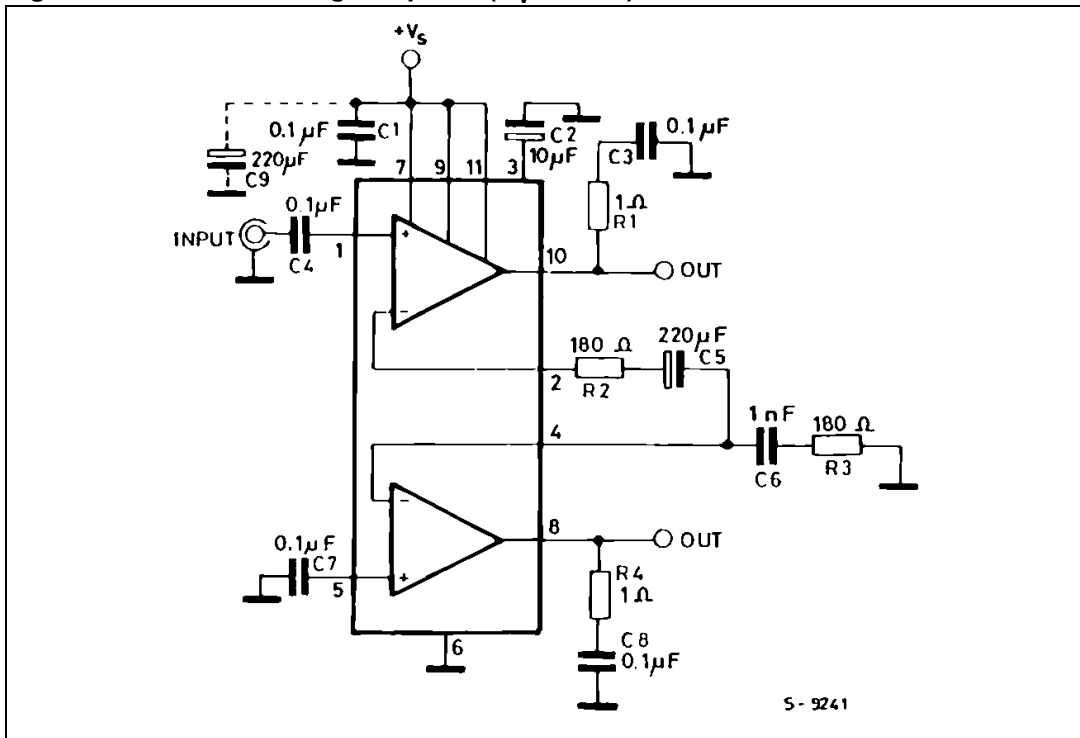 +Vs
0.1µF
C1
220µF
C9
C2
10µF
0.1µF
C3
7
9
11
3
1Ω
R1
0.1µF
INPUT
C4
1
+
-
10
OUT
180 Ω
R2
220µF
C5
2
4
1nF
C6
180 Ω
R3
-
+
8
OUT
0.1µF
C7
5
R4
1Ω
C8
0.1µF
6
S-9241